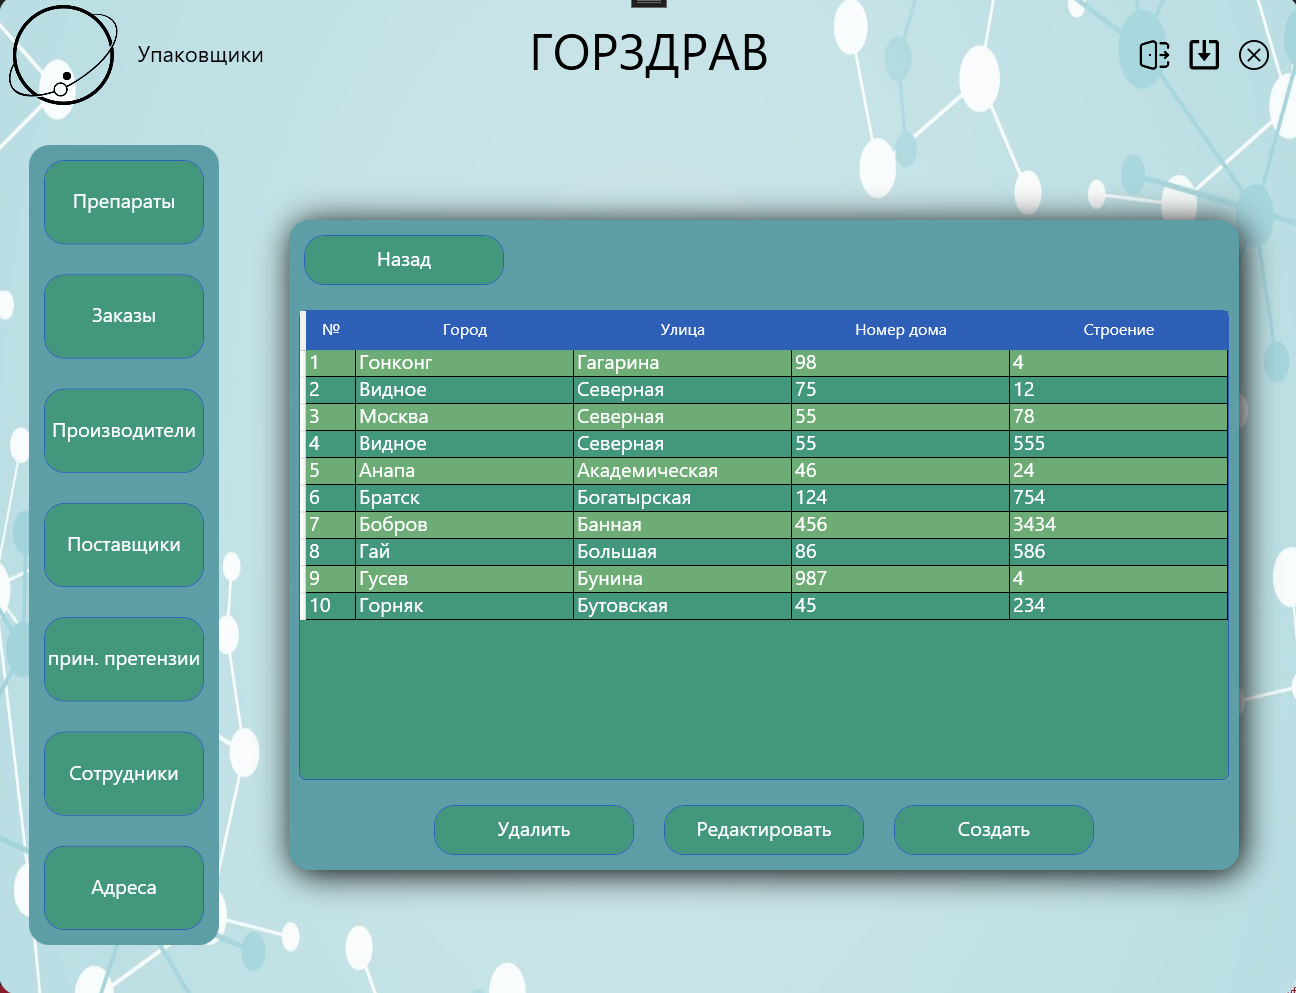 Упаковщики
ГОРЗДРАВ
Препараты
Заказы
Производители
Поставщики
прин. претензии
Сотрудники
Адреса
Назад
№ Город Улица Номер дома Строение
1 Гонконг Гагарина 98 4
2 Видное Северная 75 12
3 Москва Северная 55 78
4 Видное Северная 55 555
5 Анапа Академическая 46 24
6 Братск Богатырская 124 754
7 Бобров Банная 456 3434
8 Гай Большая 86 586
9 Гусев Бунина 987 4
10 Горняк Бутовская 45 234
Удалить Редактировать Создать